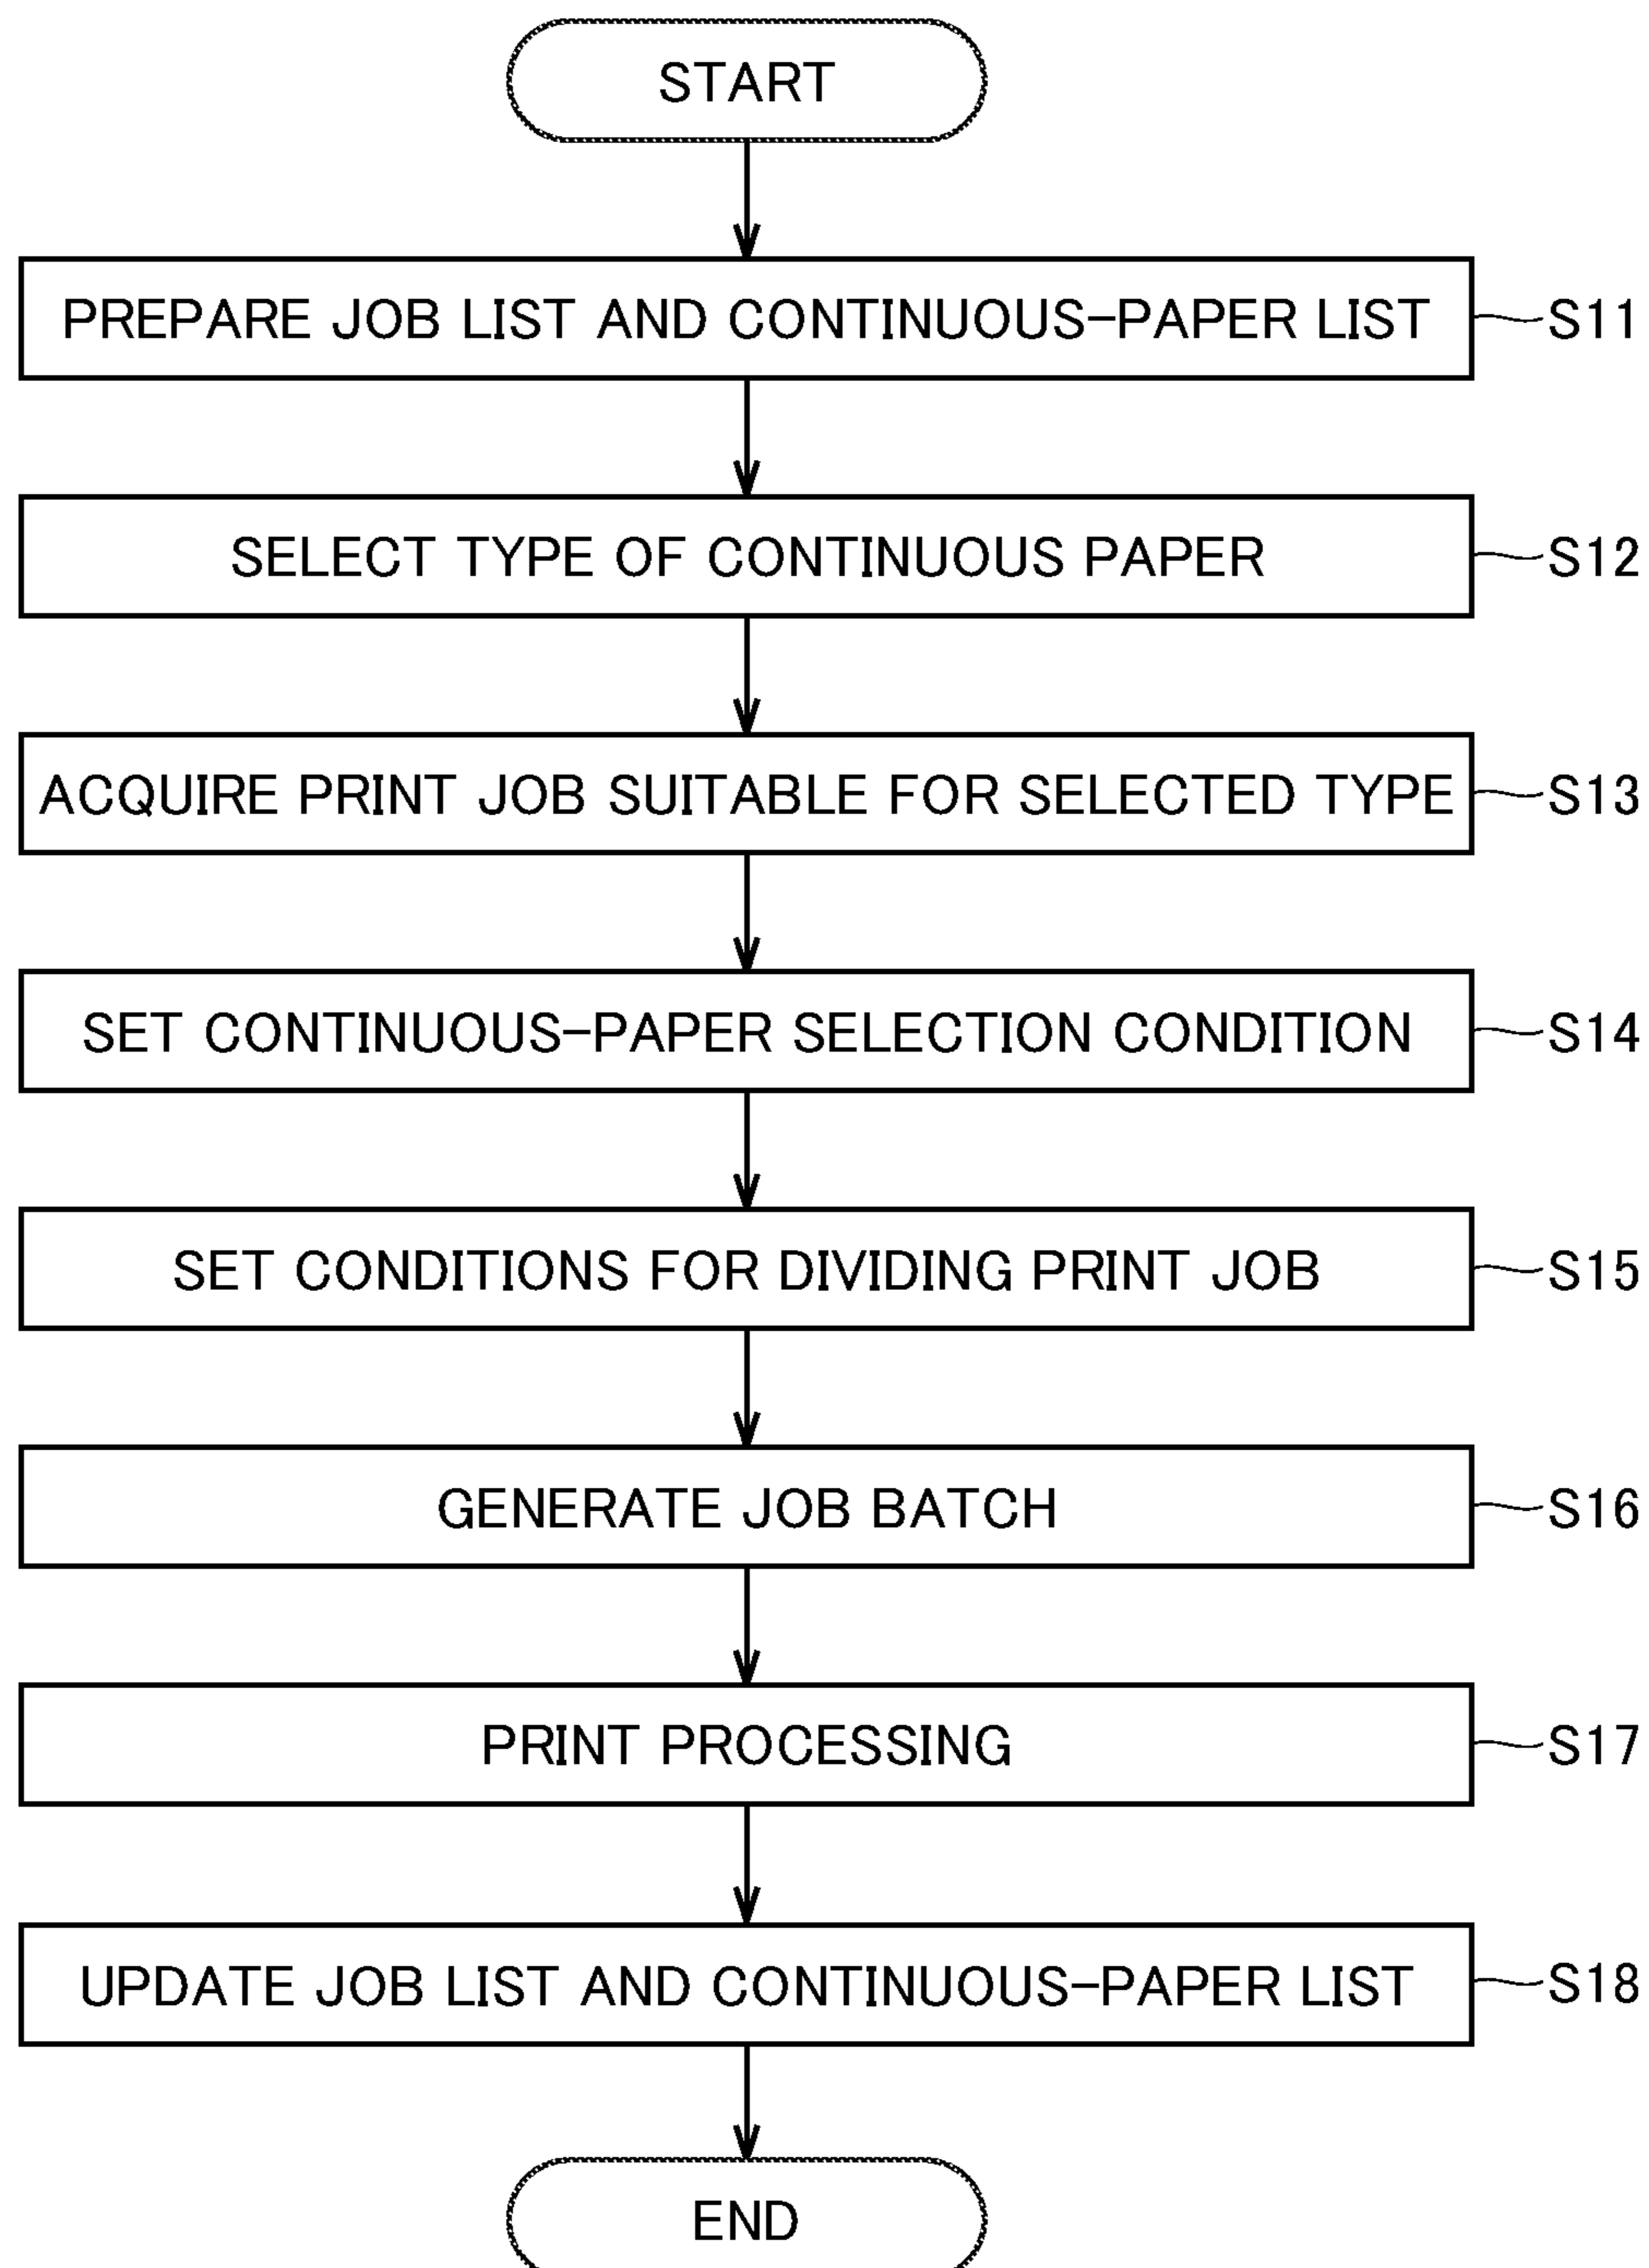 START
PREPARE JOB LIST AND CONTINUOUS-PAPER LIST S11
SELECT TYPE OF CONTINUOUS PAPER S12
ACQUIRE PRINT JOB SUITABLE FOR SELECTED TYPE S13
SET CONTINUOUS-PAPER SELECTION CONDITION S14
SET CONDITIONS FOR DIVIDING PRINT JOB S15
GENERATE JOB BATCH S16
PRINT PROCESSING S17
UPDATE JOB LIST AND CONTINUOUS-PAPER LIST S18
END